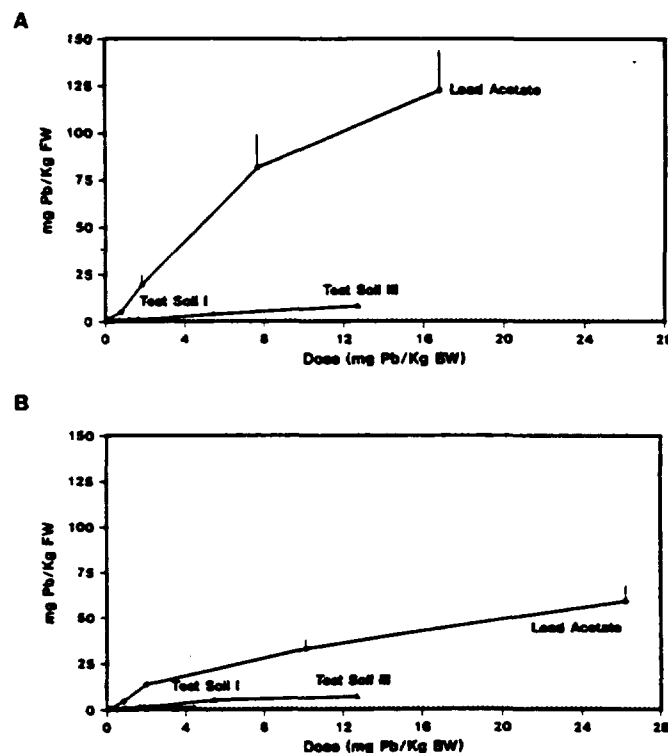 A
150
125
100
75
50
25
0
mg Pb/Kg FW
Lead Acetate
Test Soil I
Test Soil III
0 4 8 12 16 20 24 28
Dose (mg Pb/Kg BW)
B
150
125
100
75
50
25
0
mg Pb/Kg FW
Lead Acetate
Test Soil I
Test Soil III
0 4 8 12 16 20 24 28
Dose (mg Pb/Kg BW)